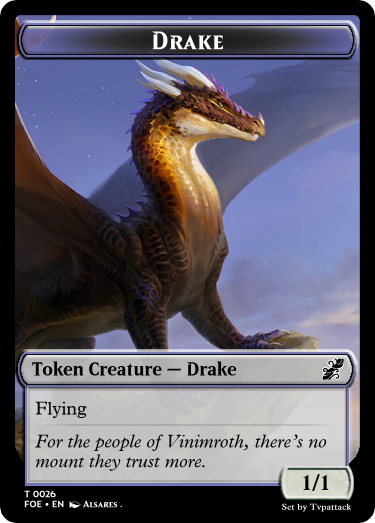 DRAKE
Token Creature — Drake
Flying
For the people of Vinimroth, there's no
mount they trust more.
1/1
T 0026
FOE • EN ALSARES .
Set by Tvpattack